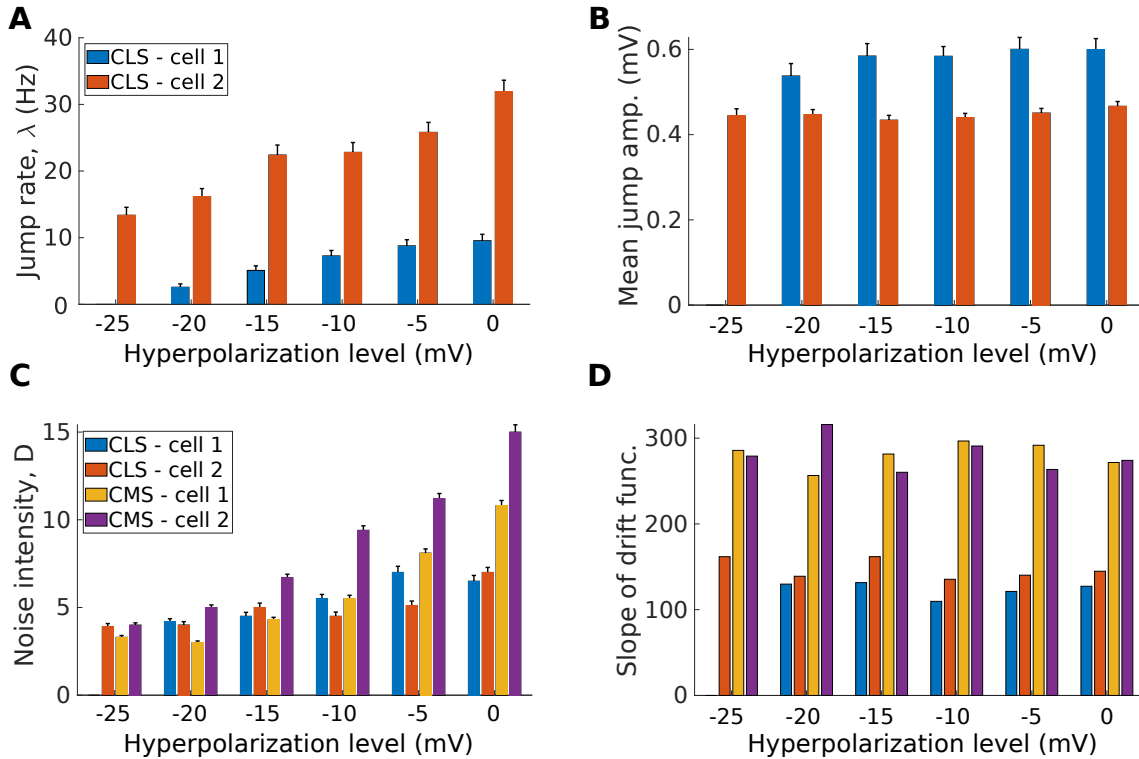 A
Jump rate, λ (Hz)
40
30
20
10
0
CLS - cell 1
CLS - cell 2
-25 -20 -15 -10 -5 0
Hyperpolarization level (mV)
B
Mean jump amp. (mV)
0.6
0.4
0.2
0
-25 -20 -15 -10 -5 0
Hyperpolarization level (mV)
C
Noise intensity, D
15
10
5
0
CLS - cell 1
CLS - cell 2
CMS - cell 1
CMS - cell 2
-25 -20 -15 -10 -5 0
Hyperpolarization level (mV)
D
Slope of drift func.
300
200
100
0
-25 -20 -15 -10 -5 0
Hyperpolarization level (mV)